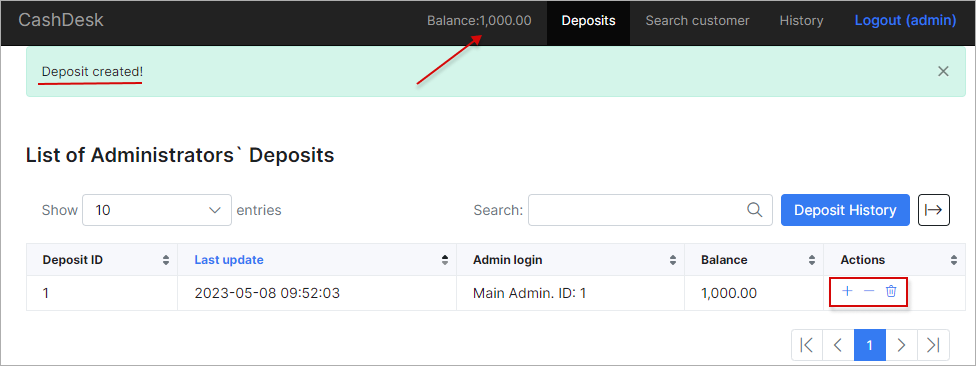 CashDesk Balance:1,000.00 Deposits Search customer History Logout (admin)
Deposit created!
List of Administrators` Deposits
Show 10 entries Search: Deposit History
Deposit ID Last update Admin login Balance Actions
1 2023-05-08 09:52:03 Main Admin. ID: 1 1,000.00
1